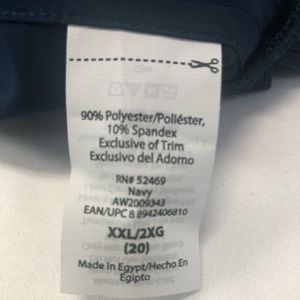 90% Polyester/Poliéster,
10% Spandex
Exclusive of Trim
Exclusivo del Adorno
RN# 52469
Navy
AW2009343
EAN/UPC 8 8942406810
XXL/2XG
(20)
Made In Egypt/Hecho En
Egipto